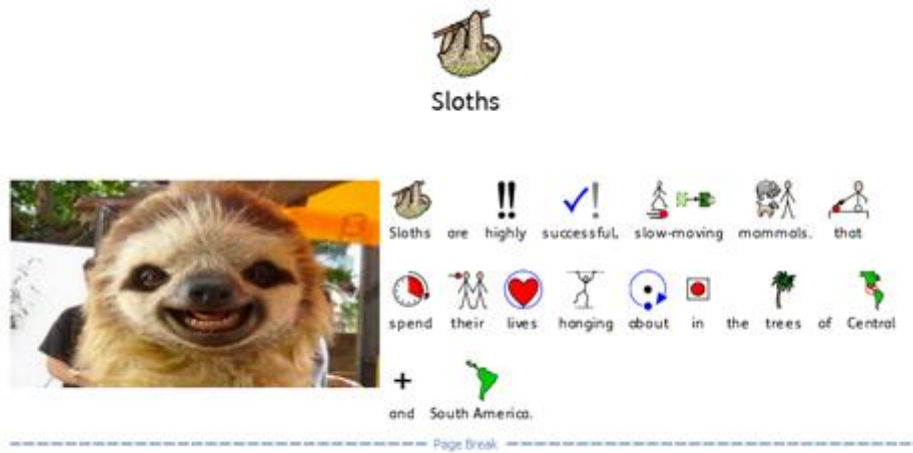 Sloths
Sloths are highly successful, slow-moving mammals. that
spend their lives hanging about in the trees of Central
and South America.
Page Break